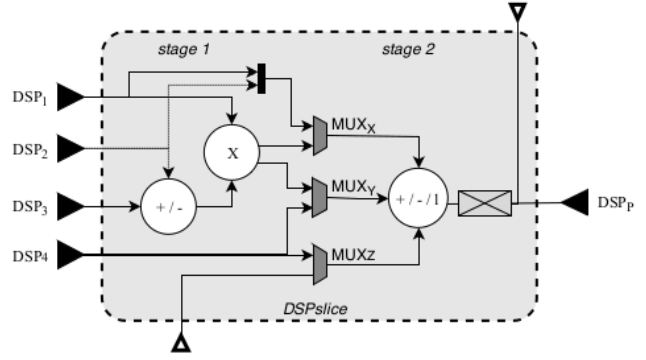 stage 1
stage 2
DSP1
MUXX
DSP2
X
MUXY
DSP3
+ / -
+ / - / 1
DSPP
DSP4
MUXZ
DSPslice